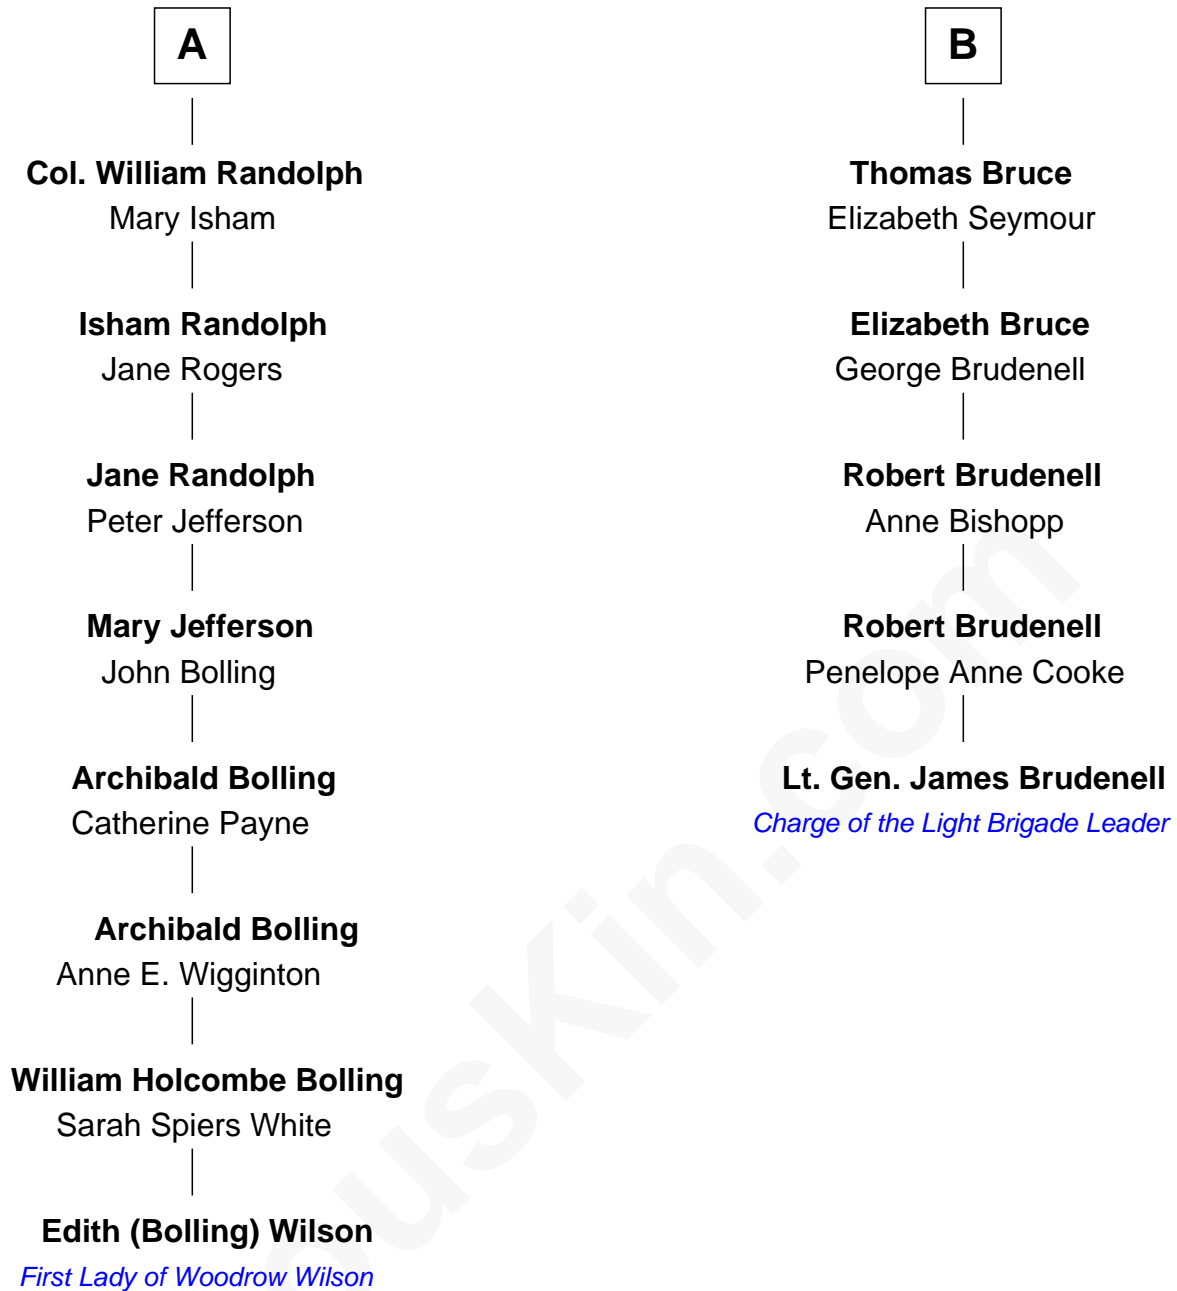 A
Col. William Randolph
Mary Isham
Isham Randolph
Jane Rogers
Jane Randolph
Peter Jefferson
Mary Jefferson
John Bolling
Archibald Bolling
Catherine Payne
Archibald Bolling
Anne E. Wigginton
William Holcombe Bolling
Sarah Spiers White
Edith (Bolling) Wilson
First Lady of Woodrow Wilson
B
Thomas Bruce
Elizabeth Seymour
Elizabeth Bruce
George Brudenell
Robert Brudenell
Anne Bishopp
Robert Brudenell
Penelope Anne Cooke
Lt. Gen. James Brudenell
Charge of the Light Brigade Leader
ousKin.com